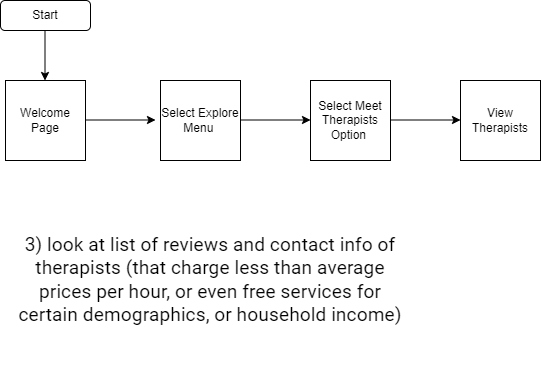 Start
Welcome
Page
Select Explore
Menu
Select Meet
Therapists
Option
View
Therapists
3) look at list of reviews and contact info of
therapists (that charge less than average
prices per hour, or even free services for
certain demographics, or household income)